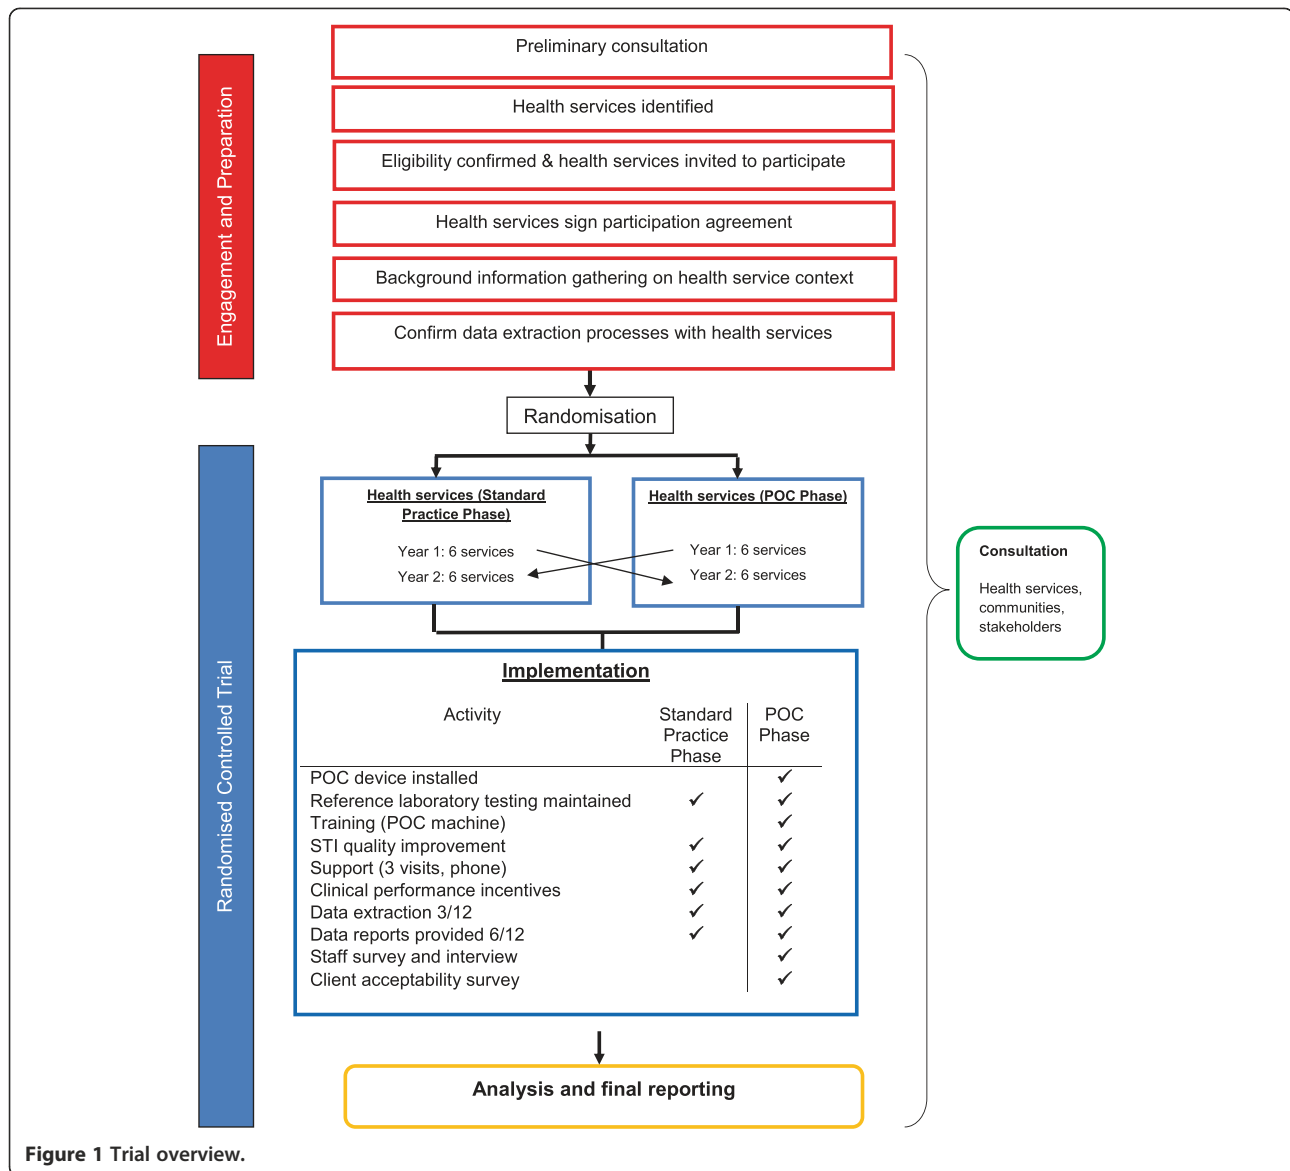 Preliminary consultation
Health services identified
Eligibility confirmed & health services invited to participate
Health services sign participation agreement
Background information gathering on health service context
Confirm data extraction processes with health services
Engagement and Preparation
Randomisation
Health services (Standard
Practice Phase)
Year 1: 6 services
Year 2: 6 services
Health services (POC Phase)
Year 1: 6 services
Year 2: 6 services
Consultation
Health services,
communities,
stakeholders
Randomised Controlled Trial
Implementation
Activity
Standard
Practice
Phase
POC
Phase
POC device installed ✓
Reference laboratory testing maintained ✓ ✓
Training (POC machine) ✓
STI quality improvement ✓ ✓
Support (3 visits, phone) ✓ ✓
Clinical performance incentives ✓ ✓
Data extraction 3/12 ✓ ✓
Data reports provided 6/12 ✓ ✓
Staff survey and interview ✓
Client acceptability survey ✓
Analysis and final reporting
Figure 1 Trial overview.